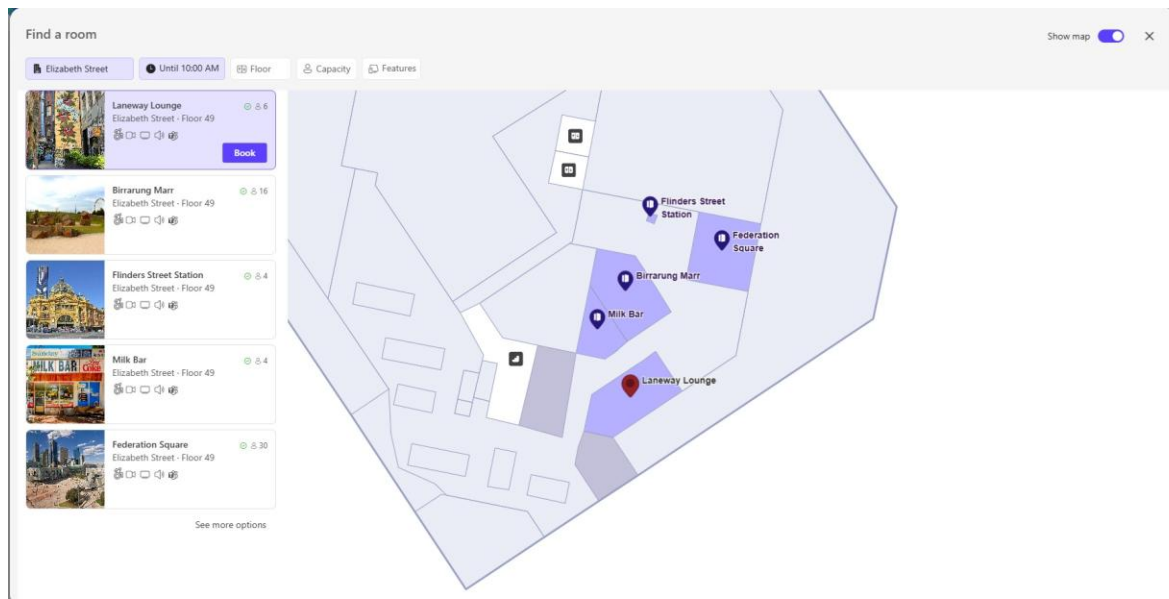 Find a room
Show map
Elizabeth Street
Until 10:00 AM
Floor
Capacity
Features
Laneway Lounge
6
Elizabeth Street · Floor 49
Book
Birrarung Marr
16
Elizabeth Street · Floor 49
Flinders Street Station
4
Elizabeth Street · Floor 49
Milk Bar
4
Elizabeth Street · Floor 49
MILK BAR
Coke
Federation Square
30
Elizabeth Street · Floor 49
See more options
Flinders Street
Station
Federation
Square
Birrarung Marr
Milk Bar
Laneway Lounge